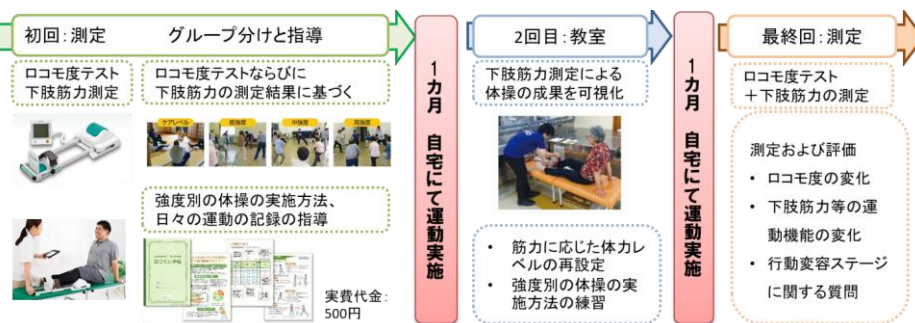 初回：測定　グループ分けと指導
ロコモ度テスト
下肢筋力測定
ロコモ度テストならびに
下肢筋力の測定結果に基づく
ケアレベル
中強度
高強度
強度別の体操の実施方法、
日々の運動の記録の指導
実費代金：
500円
1カ月　自宅にて運動実施
2回目：教室
下肢筋力測定による
体操の成果を可視化
• 筋力に応じた体力レ
ベルの再設定
• 強度別の体操の実
施方法の練習
1カ月　自宅にて運動実施
最終回：測定
ロコモ度テスト
＋下肢筋力の測定
測定および評価
• ロコモ度の変化
• 下肢筋力等の運
動機能の変化
• 行動変容ステージ
に関する質問